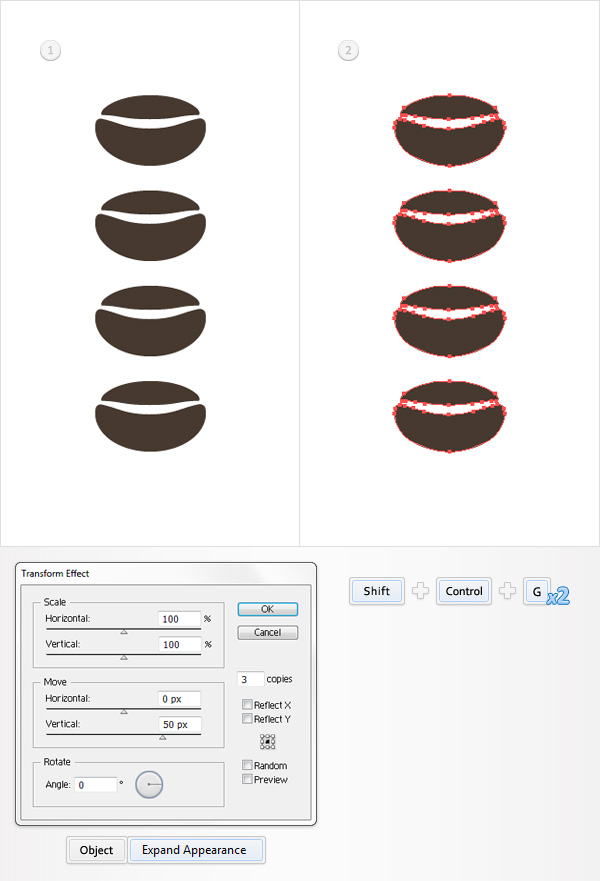 1
2
Transform Effect
Scale
Horizontal: 100 %
Vertical: 100 %
Move
Horizontal: 0 px
Vertical: 50 px
Rotate
Angle: 0 °
OK
Cancel
3 copies
Reflect X
Reflect Y
Random
Preview
Shift Control G x2
Object Expand Appearance